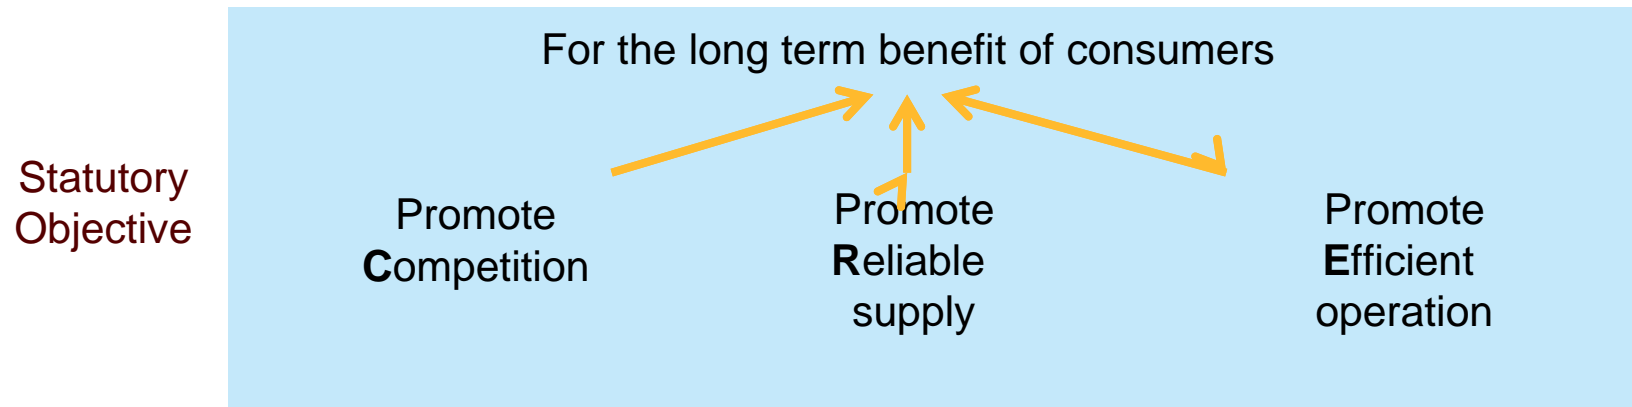 For the long term benefit of consumers
Statutory
Objective
Promote
Competition
Promote
Reliable
supply
Promote
Efficient
operation